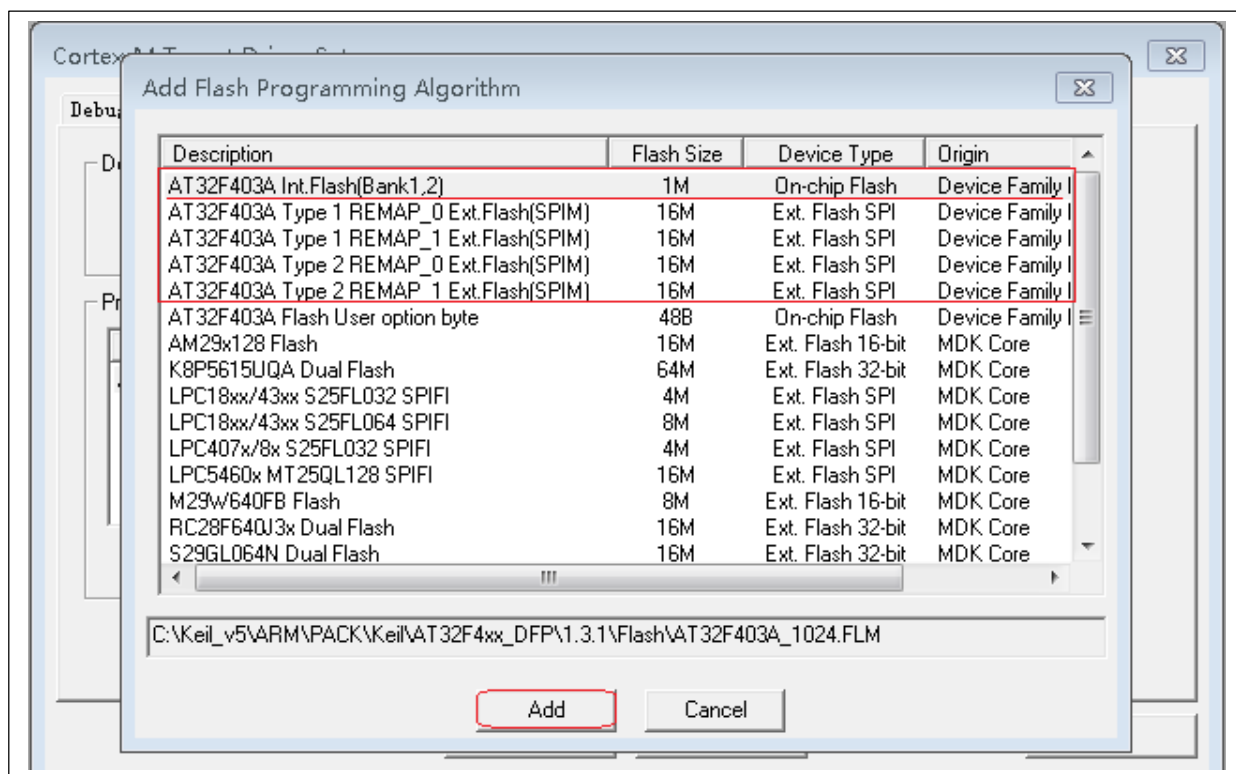 Cortex
Add Flash Programming Algorithm
Debug
Description Flash Size Device Type Origin
AT32F403A Int.Flash(Bank1,2) 1M On-chip Flash Device Family
AT32F403A Type 1 REMAP_0 Ext.Flash(SPIM) 16M Ext. Flash SPI Device Family
AT32F403A Type 1 REMAP_1 Ext.Flash(SPIM) 16M Ext. Flash SPI Device Family
AT32F403A Type 2 REMAP_0 Ext.Flash(SPIM) 16M Ext. Flash SPI Device Family
AT32F403A Type 2 REMAP_1 Ext.Flash(SPIM) 16M Ext. Flash SPI Device Family
AT32F403A Flash User option byte 48B On-chip Flash Device Family
AM29x128 Flash 16M Ext. Flash 16-bit MDK Core
K8P5615UQA Dual Flash 64M Ext. Flash 32-bit MDK Core
LPC18xx/43xx S25FL032 SPIFI 4M Ext. Flash SPI MDK Core
LPC18xx/43xx S25FL064 SPIFI 8M Ext. Flash SPI MDK Core
LPC407x/8x S25FL032 SPIFI 4M Ext. Flash SPI MDK Core
LPC5460x MT25QL128 SPIFI 16M Ext. Flash SPI MDK Core
M29W640FB Flash 8M Ext. Flash 16-bit MDK Core
RC28F640J3x Dual Flash 16M Ext. Flash 32-bit MDK Core
S29GL064N Dual Flash 16M Ext. Flash 32-bit MDK Core
C:\Keil_v5\ARM\PACK\Keil\AT32F4xx_DFP\1.3.1\Flash\AT32F403A_1024.FLM
Add Cancel